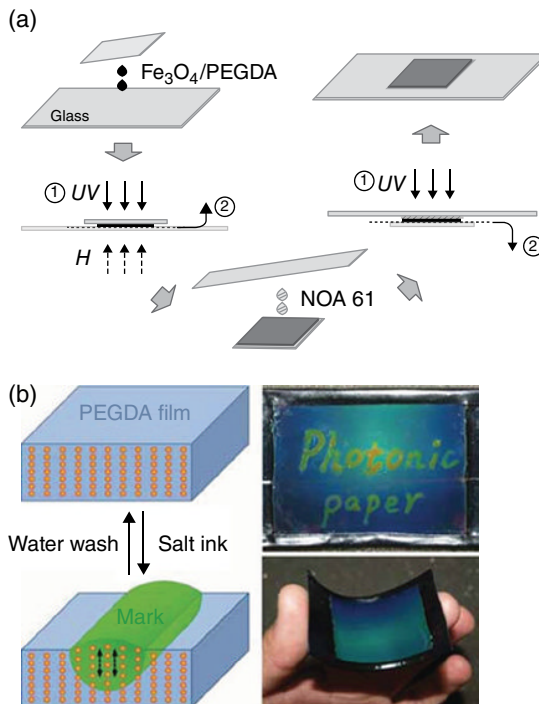 (a)
Fe₃O₄/PEGDA
Glass
① UV
②
H
① UV
②
NOA 61
(b)
PEGDA film
Water wash
Salt ink
Mark
Photonic
paper